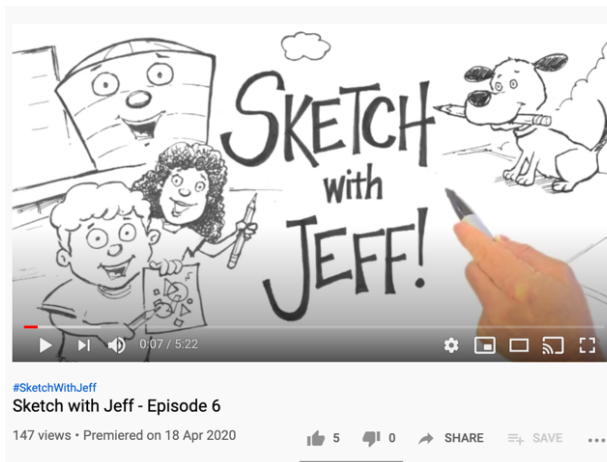 SKETCH
with
JEFF!
0:07 / 5:22
#SketchWithJeff
Sketch with Jeff - Episode 6
147 views • Premiered on 18 Apr 2020
5
0
SHARE
SAVE